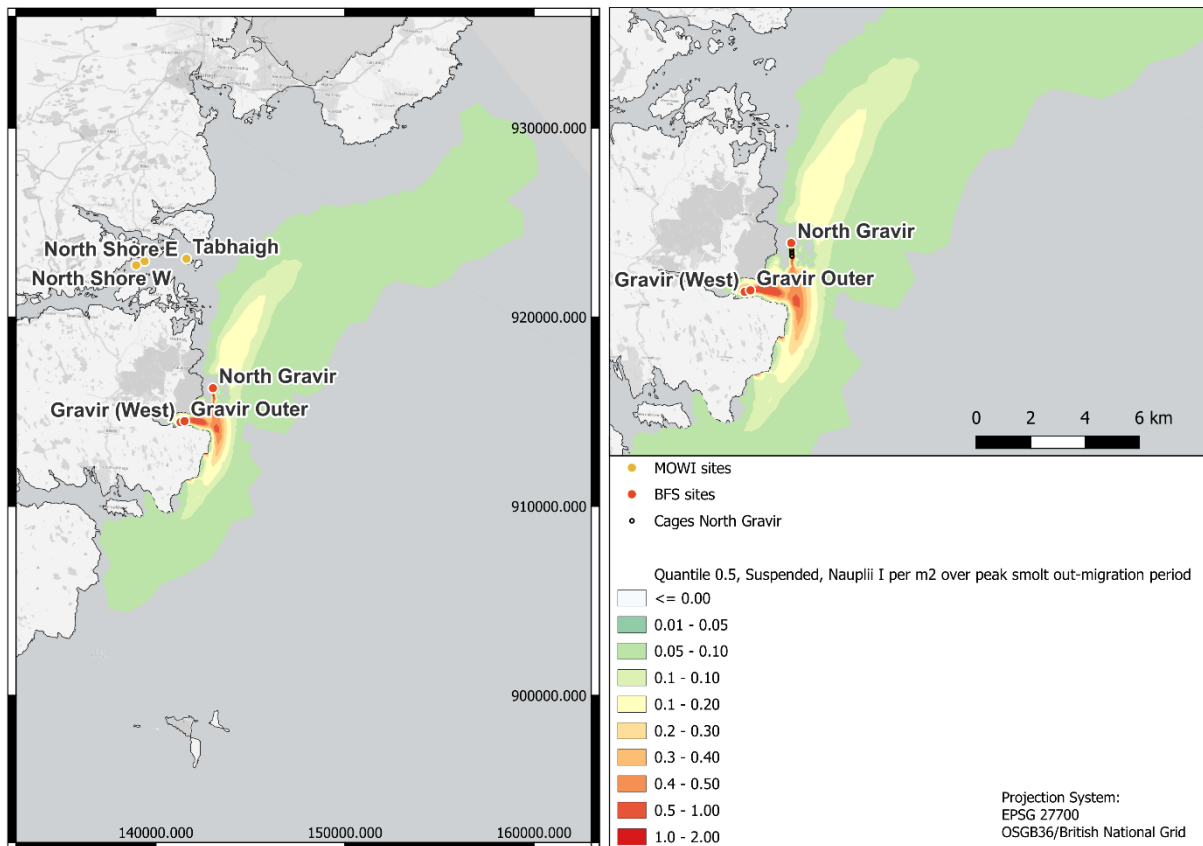 930000.000
920000.000
910000.000
900000.000
140000.000
150000.000
160000.000
North Shore E
Tabhaigh
North Shore W
North Gravir
Gravir (West)
Gravir Outer
North Gravir
Gravir (West)
Gravir Outer
0 2 4 6 km
MOWI sites
BFS sites
Cages North Gravir
Quantile 0.5, Suspended, Nauplii I per m2 over peak smolt out-migration period
<= 0.00
0.01 - 0.05
0.05 - 0.10
0.1 - 0.10
0.1 - 0.20
0.2 - 0.30
0.3 - 0.40
0.4 - 0.50
0.5 - 1.00
1.0 - 2.00
Projection System:
EPSG 27700
OSGB36/British National Grid